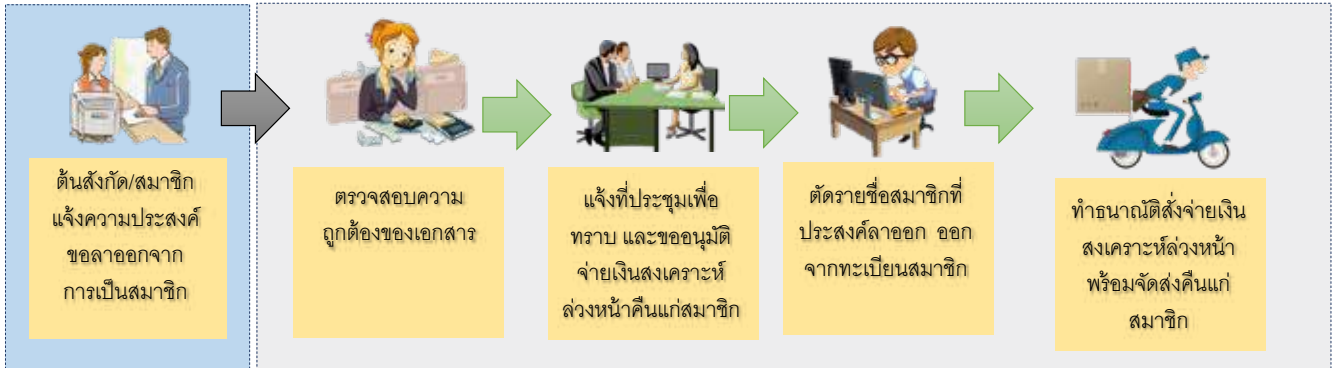 ต้นสังกัด/สมาชิก
แจ้งความประสงค์
ขอลาออกจาก
การเป็นสมาชิก
ตรวจสอบความ
ถูกต้องของเอกสาร
แจ้งที่ประชุมเพื่อ
ทราบ และขออนุมัติ
จ่ายเงินสงเคราะห์
ล่วงหน้าคืนแก่สมาชิก
ตัดรายชื่อสมาชิกที่
ประสงค์ลาออก ออก
จากทะเบียนสมาชิก
ทำธนาณัติสั่งจ่ายเงิน
สงเคราะห์ล่วงหน้า
พร้อมจัดส่งคืนแก่
สมาชิก